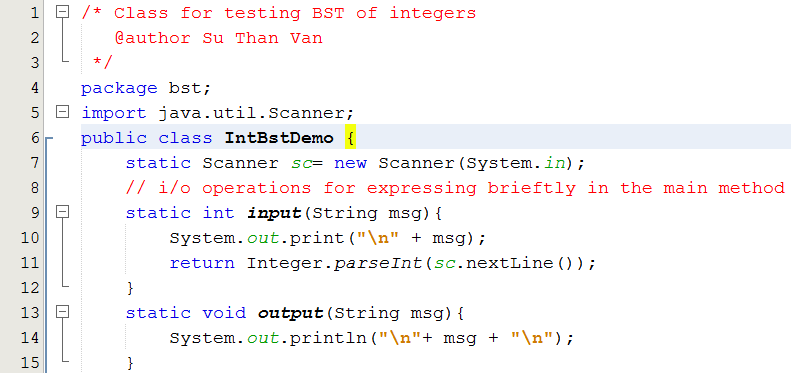 1 /* Class for testing BST of integers
2 @author Su Than Van
3 */
4 package bst;
5 import java.util.Scanner;
6 public class IntBstDemo {
7 static Scanner sc= new Scanner(System.in);
8 // i/o operations for expressing brieftly in the main method
9 static int input(String msg){
10 System.out.print("\n" + msg);
11 return Integer.parseInt(sc.nextLine());
12 }
13 static void output(String msg){
14 System.out.println("\n"+ msg + "\n");
15 }